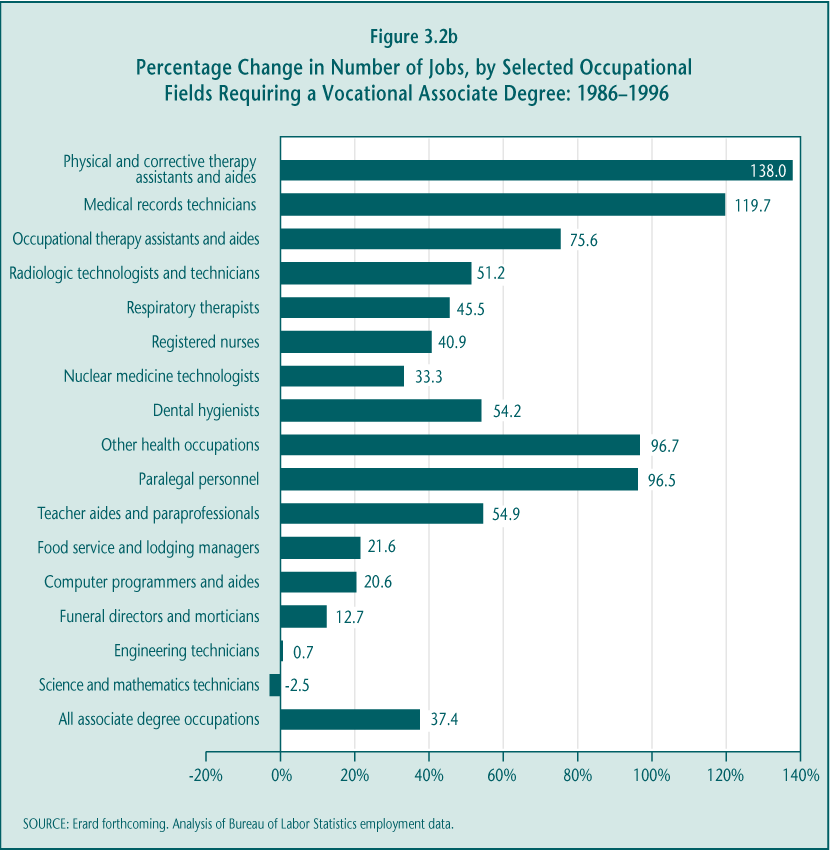 Figure 3.2b
Percentage Change in Number of Jobs, by Selected Occupational
Fields Requiring a Vocational Associate Degree: 1986–1996
Physical and corrective therapy
assistants and aides 138.0
Medical records technicians 119.7
Occupational therapy assistants and aides 75.6
Radiologic technologists and technicians 51.2
Respiratory therapists 45.5
Registered nurses 40.9
Nuclear medicine technologists 33.3
Dental hygienists 54.2
Other health occupations 96.7
Paralegal personnel 96.5
Teacher aides and paraprofessionals 54.9
Food service and lodging managers 21.6
Computer programmers and aides 20.6
Funeral directors and morticians 12.7
Engineering technicians 0.7
Science and mathematics technicians -2.5
All associate degree occupations 37.4
-20% 0% 20% 40% 60% 80% 100% 120% 140%
SOURCE: Erard forthcoming. Analysis of Bureau of Labor Statistics employment data.